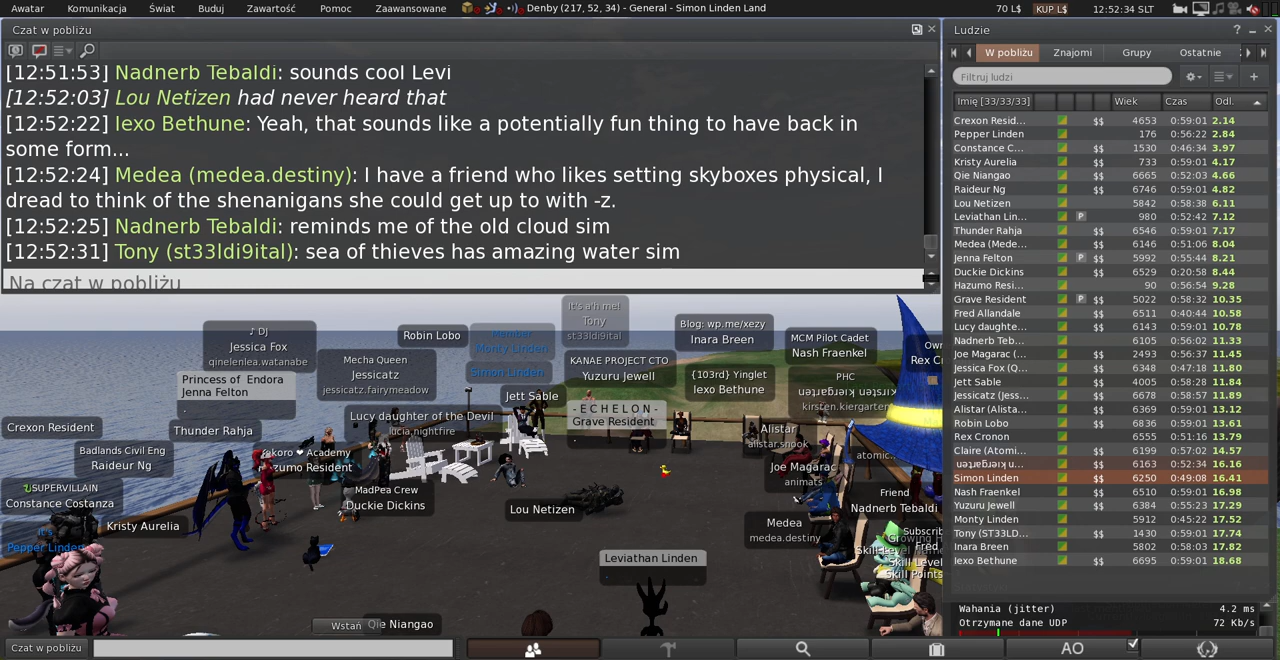 Awatar Komunikacja Świat Buduj Zawartość Pomoc Zaawansowane Denby (217, 52, 34) - General - Simon Linden Land 70 L$ KUP L$ 12:52:34 SLT
Czat w pobliżu
[12:51:53] Nadnerb Tebaldi: sounds cool Levi
[12:52:03] Lou Netizen had never heard that
[12:52:22] Iexo Bethune: Yeah, that sounds like a potentially fun thing to have back in
some form...
[12:52:24] Medea (medea.destiny): I have a friend who likes setting skyboxes physical, I
dread to think of the shenanigans she could get up to with -z.
[12:52:25] Nadnerb Tebaldi: reminds me of the old cloud sim
[12:52:31] Tony (st33ldi9ital): sea of thieves has amazing water sim
Na czat w pobliżu
It's a'h me!
Tony
st33ldi9ital
♪ DJ
Jessica Fox
qinelenlea.watanabe
Robin Lobo
Member
Monty Linden
Simon Linden
Blog: wp.me/xezy
Inara Breen
MCM Pilot Cadet
Nash Fraenkel
Own
Rex C
Mecha Queen
Jessicatz
jessicatz.fairymeadow
KANAE PROJECT CTO
Yuzuru Jewell
{103rd} Yinglet
Iexo Bethune
PHC
kirsten.kiergarten
Princess of Endora
Jenna Felton
.
Jett Sable
- E C H E L O N -
Grave Resident
.
Lucy daughter of the Devil
lucia.nightfire
Crexon Resident
Thunder Rahja
Alistar
alistar.snook
Badlands Civil Eng
Raideur Ng
Kokoro ❤ Academy
zumo Resident
atomic..
Joe Magarac
animats
SUPERVILLAIN
Constance Costanza
MadPea Crew
Duckie Dickins
Lou Netizen
Friend
Nadnerb Tebaldi
Kristy Aurelia
It's
Pepper Linden
Medea
medea.destiny
Subscrib
Fred
Skill Level
Skill Level
Skill Points
Leviathan Linden
Wstań
Qie Niangao
Czat w pobliżu
AO
Ludzie
? _ ×
W pobliżu Znajomi Grupy Ostatnie
Filtruj ludzi
Imię [33/33/33] Wiek Czas Odl.
Crexon Resid... $$ 4653 0:59:01 2.14
Pepper Linden 176 0:56:22 2.84
Constance C... $$ 1530 0:46:34 3.97
Kristy Aurelia $$ 733 0:59:01 4.17
Qie Niangao $$ 6665 0:52:03 4.66
Raideur Ng $$ 6746 0:59:01 4.82
Lou Netizen 5842 0:58:38 6.11
Leviathan Lin... P 980 0:52:42 7.12
Thunder Rahja $$ 6546 0:59:01 7.17
Medea (Mede... $$ 6146 0:51:06 8.04
Jenna Felton P $$ 5992 0:55:44 8.21
Duckie Dickins $$ 6529 0:20:58 8.44
Hazumo Resi... 90 0:56:54 9.28
Grave Resident P $$ 5022 0:58:32 10.35
Fred Allandale $$ 6511 0:40:44 10.58
Lucy daughte... $$ 6143 0:59:01 10.78
Nadnerb Teb... $$ 6105 0:56:02 11.33
Joe Magarac (... $$ 2493 0:56:37 11.45
Jessica Fox (Q... $$ 6348 0:47:18 11.80
Jett Sable $$ 4005 0:58:28 11.84
Jessicatz (Jess... $$ 6678 0:58:57 11.89
Alistar (Alista... $$ 6369 0:59:01 13.12
Robin Lobo $$ 6836 0:59:01 13.61
Rex Cronon 6555 0:51:16 13.79
Claire (Atomi... $$ 6199 0:57:02 14.57
$$ 6163 0:52:34 16.16
Simon Linden $$ 6250 0:49:08 16.41
Nash Fraenkel $$ 6510 0:59:01 16.98
Yuzuru Jewell $$ 6384 0:55:23 17.29
Monty Linden 5912 0:45:22 17.52
Tony (ST33LD... $$ 1430 0:59:01 17.74
Inara Breen 5802 0:58:03 17.82
Iexo Bethune $$ 6695 0:59:01 18.68
Wahania (jitter) 4.2 ms
Otrzymane dane UDP 72 Kb/s